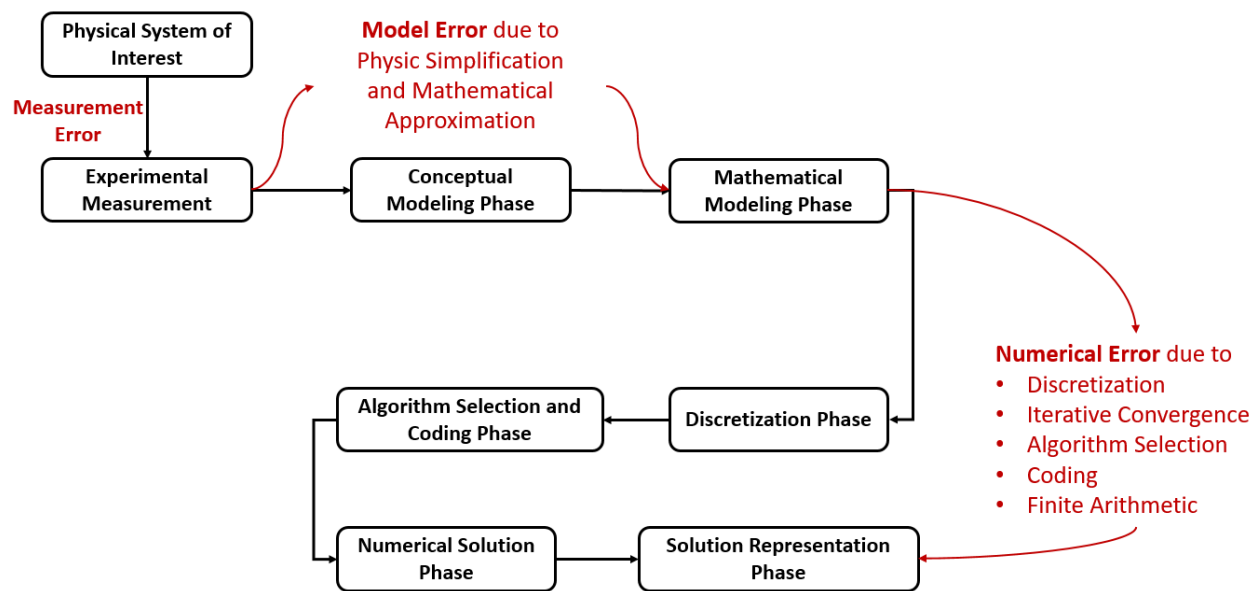 Physical System of
Interest
Model Error due to
Physic Simplification
and Mathematical
Approximation
Measurement
Error
Experimental
Measurement
Conceptual
Modeling Phase
Mathematical
Modeling Phase
Numerical Error due to
• Discretization
• Iterative Convergence
• Algorithm Selection
• Coding
• Finite Arithmetic
Algorithm Selection and
Coding Phase
Discretization Phase
Numerical Solution
Phase
Solution Representation
Phase